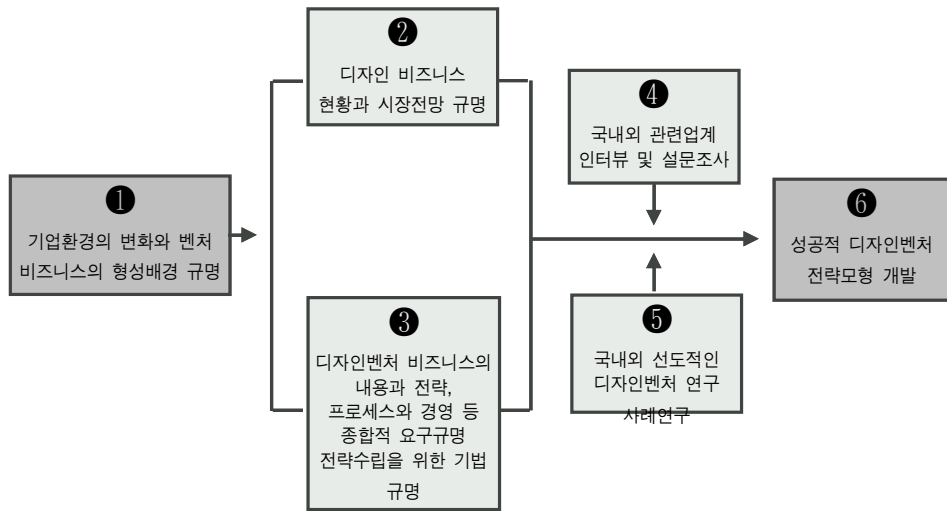 ❶
기업환경의 변화와 벤처
비즈니스의 형성배경 규명
❷
디자인 비즈니스
현황과 시장전망 규명
❸
디자인벤처 비즈니스의
내용과 전략,
프로세스와 경영 등
종합적 요구규명
전략수립을 위한 기법
규명
❹
국내외 관련업계
인터뷰 및 설문조사
❺
국내외 선도적인
디자인벤처 연구
사례연구
❻
성공적 디자인벤처
전략모형 개발